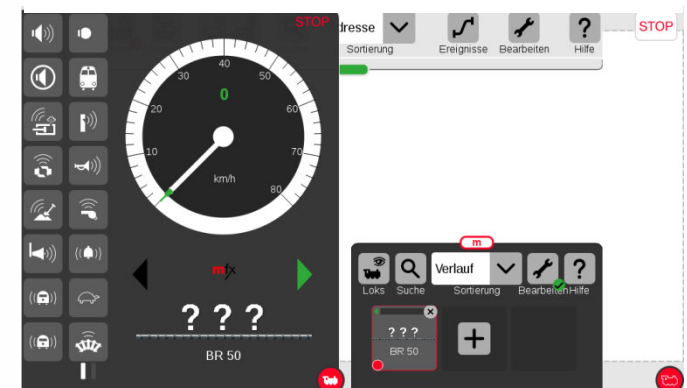 STOP
40
30
50
0
20
60
10
70
km/h
80
mfx
? ? ?
BR 50
dresse
Sortierung
Ereignisse
Bearbeiten
?
Hilfe
STOP
m
Verlauf
?
Loks
Suche
Sortierung
Bearbeiten
Hilfe
? ? ?
BR 50